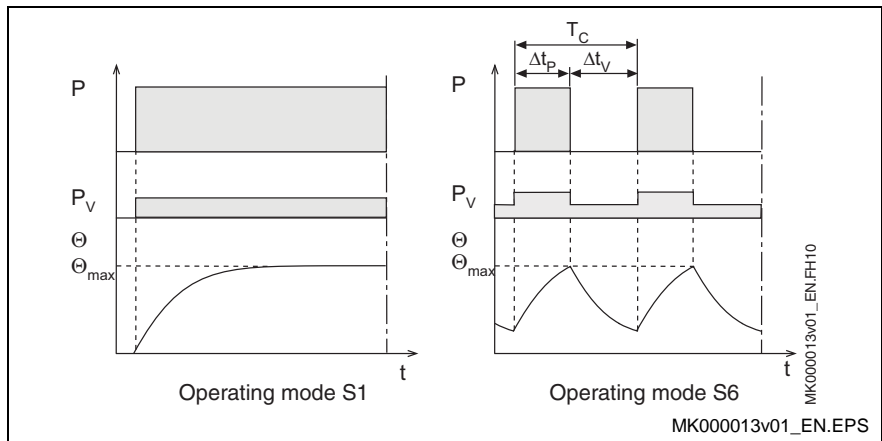 P
P_V
Θ
Θ_max
t
Operating mode S1
T_C
Δt_P
Δt_V
P
P_V
Θ
Θ_max
t
Operating mode S6
MK000013v01_EN.FH10
MK000013v01_EN.EPS